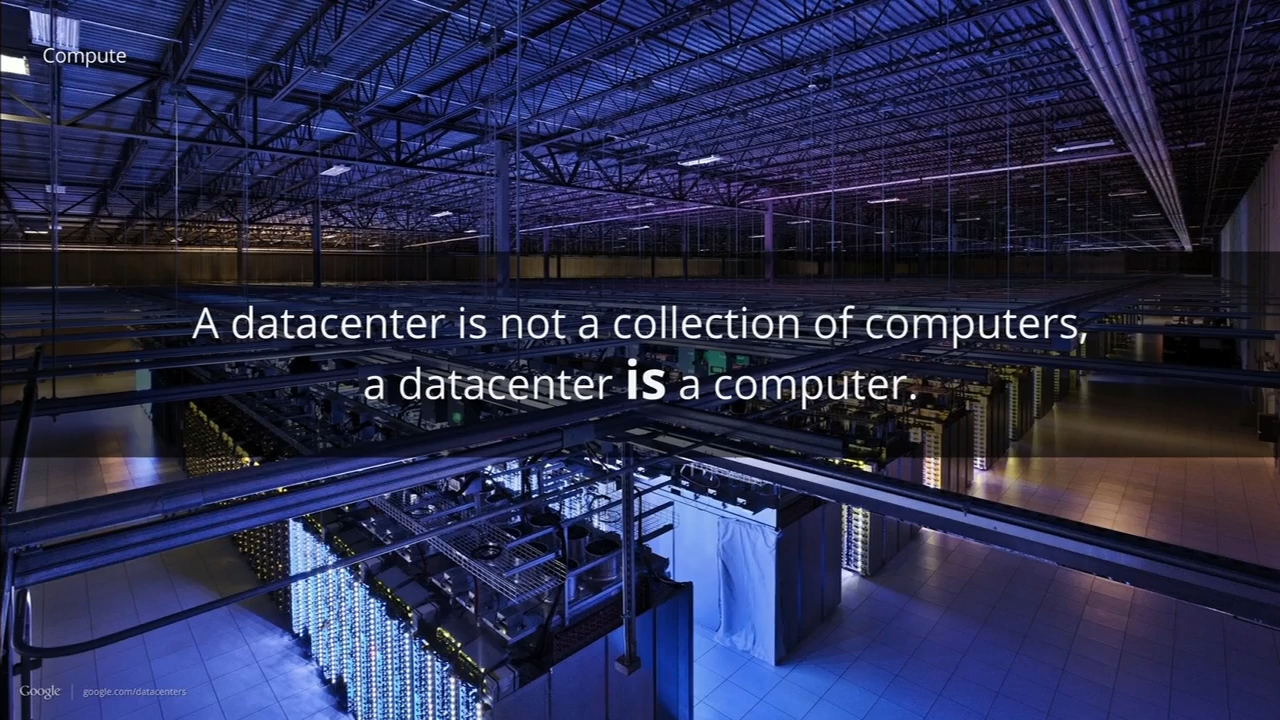 Compute
A datacenter is not a collection of computers,
a datacenter is a computer.
Google | google.com/datacenters